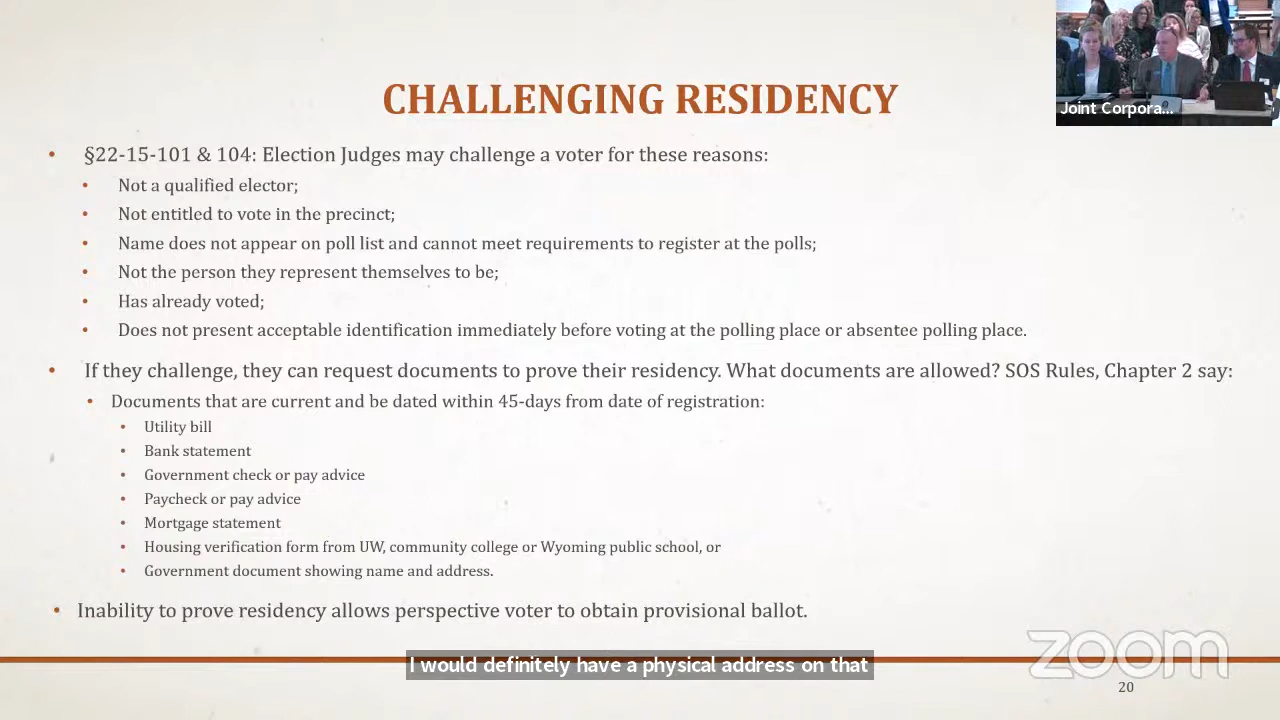 Joint Corpora...
CHALLENGING RESIDENCY
• §22-15-101 & 104: Election Judges may challenge a voter for these reasons:
• Not a qualified elector;
• Not entitled to vote in the precinct;
• Name does not appear on poll list and cannot meet requirements to register at the polls;
• Not the person they represent themselves to be;
• Has already voted;
• Does not present acceptable identification immediately before voting at the polling place or absentee polling place.
• If they challenge, they can request documents to prove their residency. What documents are allowed? SOS Rules, Chapter 2 say:
• Documents that are current and be dated within 45-days from date of registration:
• Utility bill
• Bank statement
• Government check or pay advice
• Paycheck or pay advice
• Mortgage statement
• Housing verification form from UW, community college or Wyoming public school, or
• Government document showing name and address.
• Inability to prove residency allows perspective voter to obtain provisional ballot.
zoom
I would definitely have a physical address on that
20